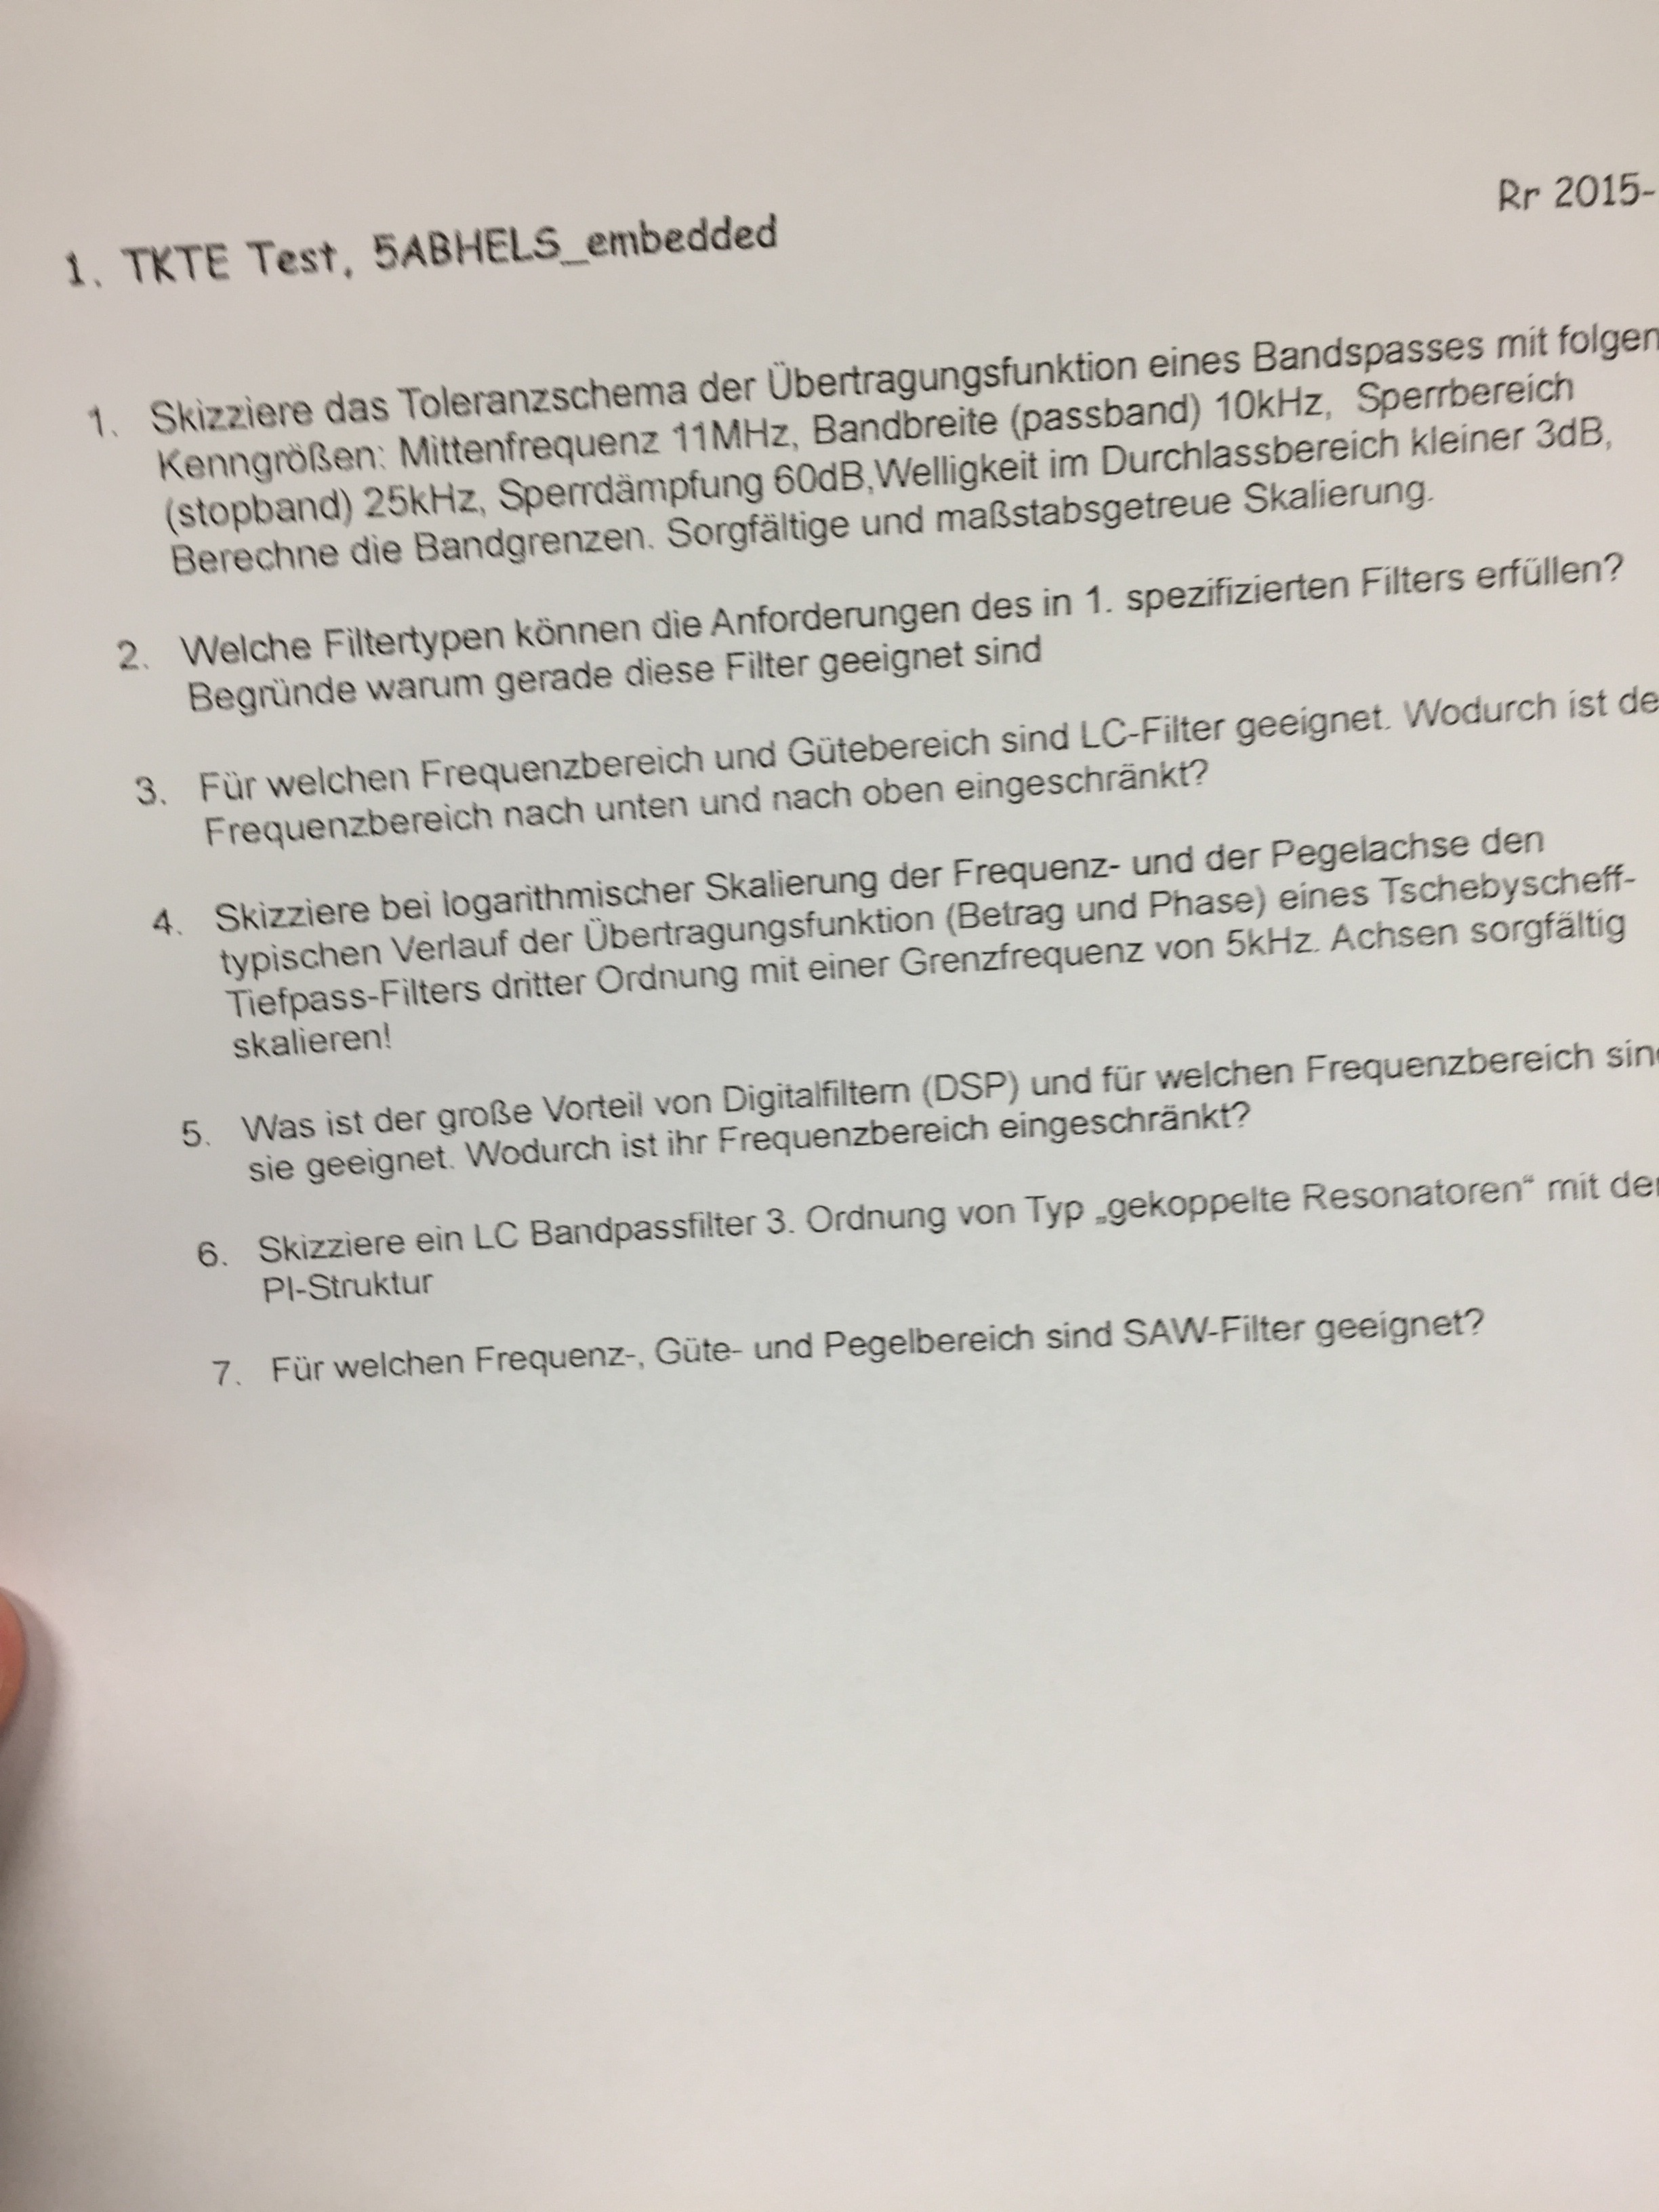 Rr 2015-
1. TKTE Test, 5ABHELS_embedded
1. Skizziere das Toleranzschema der Übertragungsfunktion eines Bandspasses mit folgen
Kenngrößen: Mittenfrequenz 11MHz, Bandbreite (passband) 10kHz, Sperrbereich
(stopband) 25kHz, Sperrdämpfung 60dB,Welligkeit im Durchlassbereich kleiner 3dB,
Berechne die Bandgrenzen. Sorgfältige und maßstabsgetreue Skalierung.
2. Welche Filtertypen können die Anforderungen des in 1. spezifizierten Filters erfüllen?
Begründe warum gerade diese Filter geeignet sind
3. Für welchen Frequenzbereich und Gütebereich sind LC-Filter geeignet. Wodurch ist de
Frequenzbereich nach unten und nach oben eingeschränkt?
4. Skizziere bei logarithmischer Skalierung der Frequenz- und der Pegelachse den
typischen Verlauf der Übertragungsfunktion (Betrag und Phase) eines Tschebyscheff-
Tiefpass-Filters dritter Ordnung mit einer Grenzfrequenz von 5kHz. Achsen sorgfältig
skalieren!
5. Was ist der große Vorteil von Digitalfiltern (DSP) und für welchen Frequenzbereich sin
sie geeignet. Wodurch ist ihr Frequenzbereich eingeschränkt?
6. Skizziere ein LC Bandpassfilter 3. Ordnung von Typ „gekoppelte Resonatoren“ mit de
PI-Struktur
7. Für welchen Frequenz-, Güte- und Pegelbereich sind SAW-Filter geeignet?